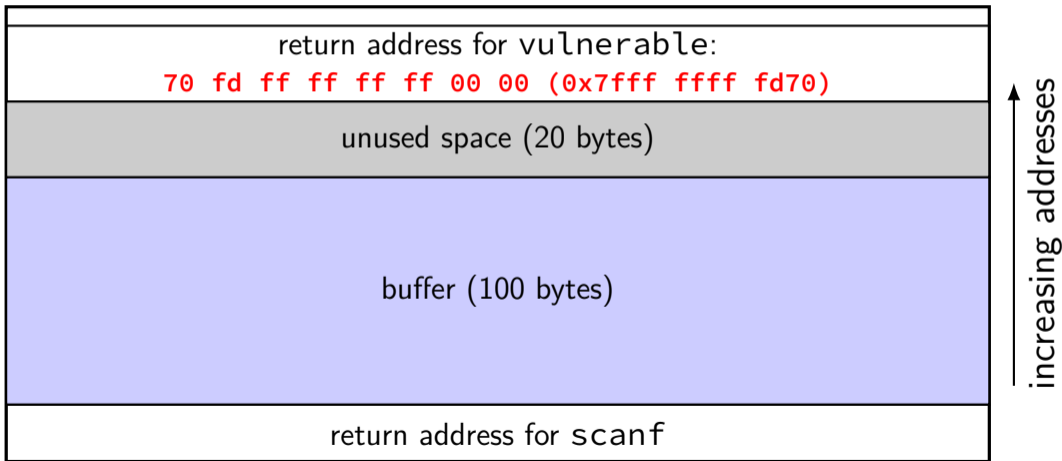 return address for vulnerable:
70 fd ff ff ff ff 00 00 (0x7fff ffff fd70)
unused space (20 bytes)
buffer (100 bytes)
return address for scanf
increasing addresses